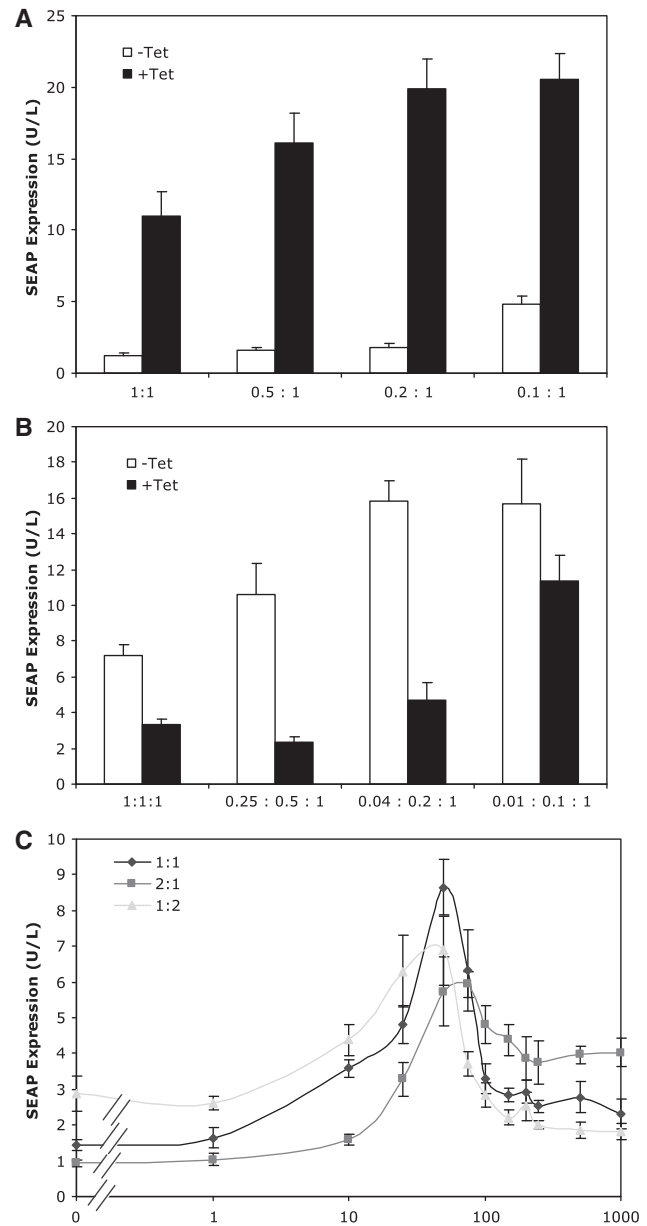 A
25
20
15
10
5
0
SEAP Expression (U/L)
-Tet
+Tet
1:1
0.5 : 1
0.2 : 1
0.1 : 1
B
20
18
16
14
12
10
8
6
4
2
0
SEAP Expression (U/L)
-Tet
+Tet
1:1:1
0.25 : 0.5 : 1
0.04 : 0.2 : 1
0.01 : 0.1 : 1
C
10
9
8
7
6
5
4
3
2
1
0
SEAP Expression (U/L)
1:1
2:1
1:2
0
1
10
100
1000